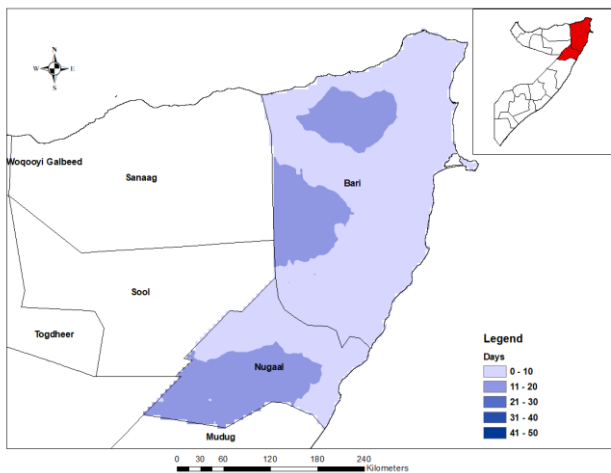 N
W E
S
Woqooyi Galbeed
Sanaag
Bari
Sool
Togdheer
Nugaal
Mudug
Legend
Days
0 - 10
11 - 20
21 - 30
31 - 40
41 - 50
0 30 60 120 180 240
Kilometers